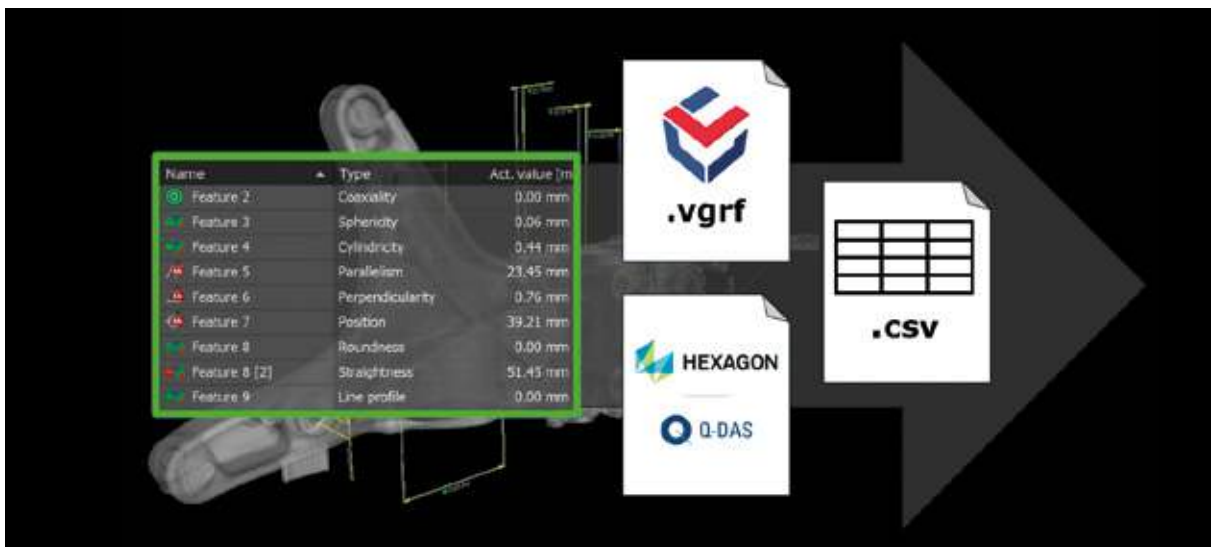 Name Type Act. value [m
Feature 2 Coaxiality 0.00 mm
Feature 3 Sphericity 0.06 mm
Feature 4 Cylindricity 0.44 mm
Feature 5 Parallelism 23.45 mm
Feature 6 Perpendicularity 0.76 mm
Feature 7 Position 39.21 mm
Feature 8 Roundness 0.00 mm
Feature 8 [2] Straightness 51.45 mm
Feature 9 Line profile 0.00 mm
.vgrf
HEXAGON
Q-DAS
.csv